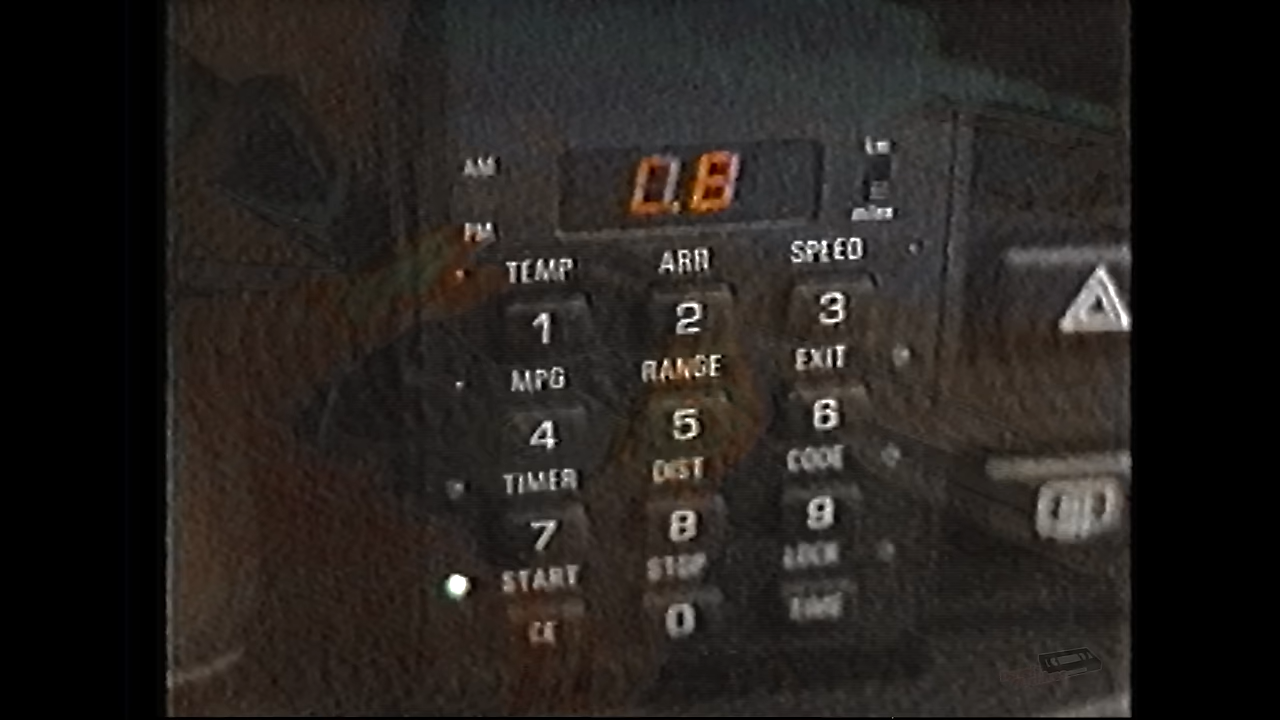 0.8
km
AM
miles
PM
TEMP ARR SPEED
1 2 3
MPG RANGE EXIT
4 5 6
TIMER DIST CODE
7 8 9
START STOP LOCK
CE 0 TIME